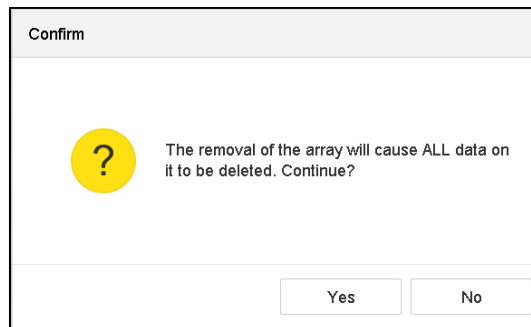 Confirm
?
The removal of the array will cause ALL data on
it to be deleted. Continue?
Yes
No